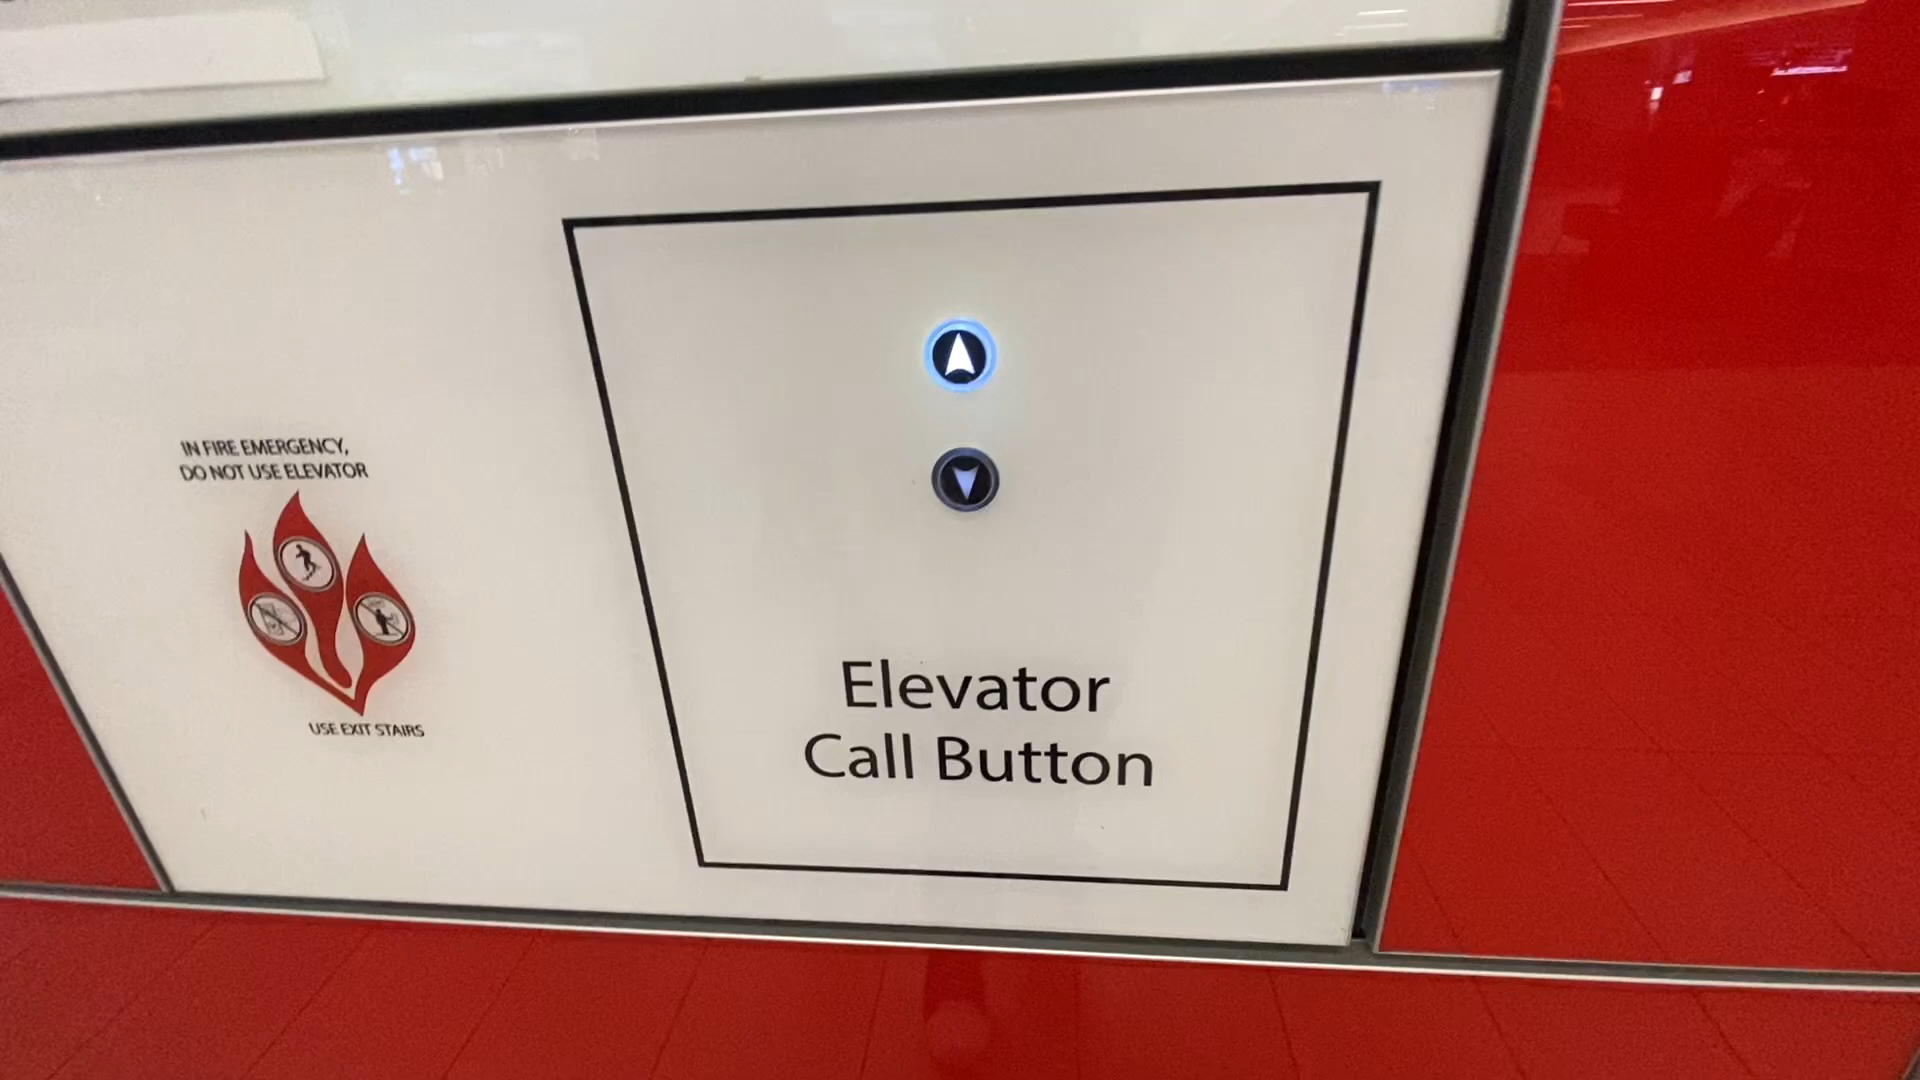 IN FIRE EMERGENCY,
DO NOT USE ELEVATOR
USE EXIT STAIRS
Elevator
Call Button